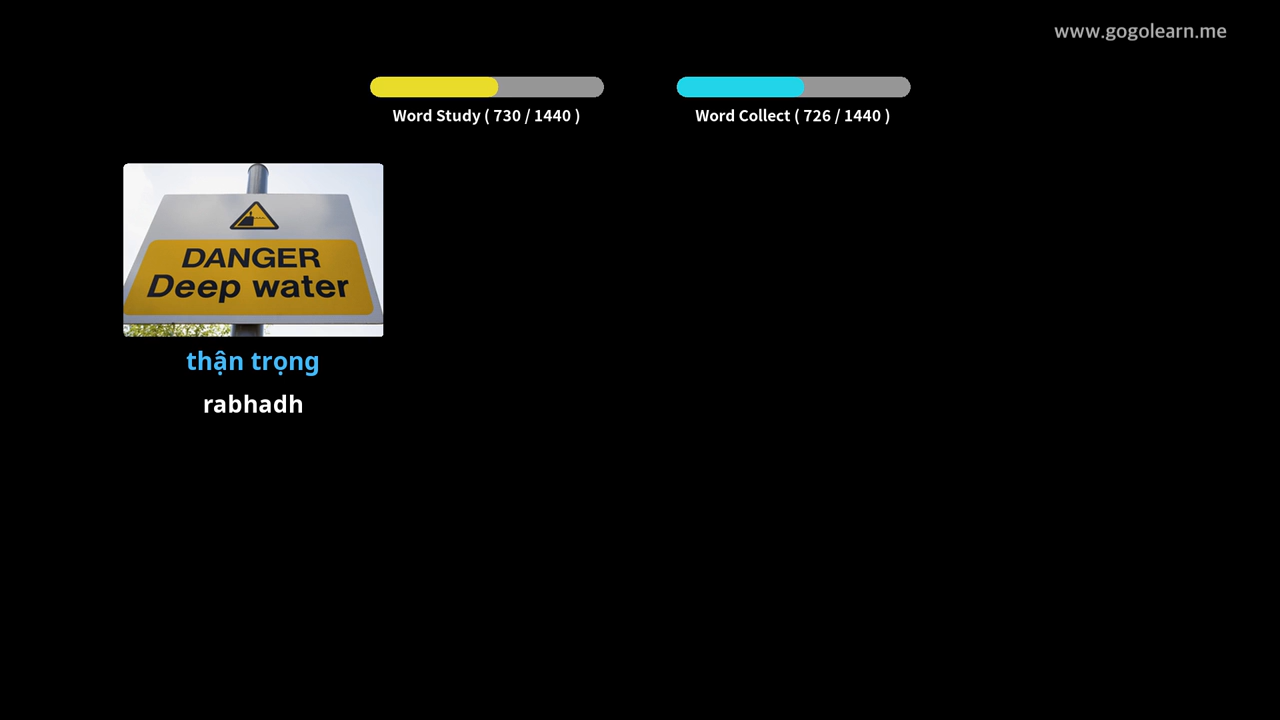 www.gogolearn.me
Word Study ( 730 / 1440 )
Word Collect ( 726 / 1440 )
DANGER
Deep water
thận trọng
rabhadh